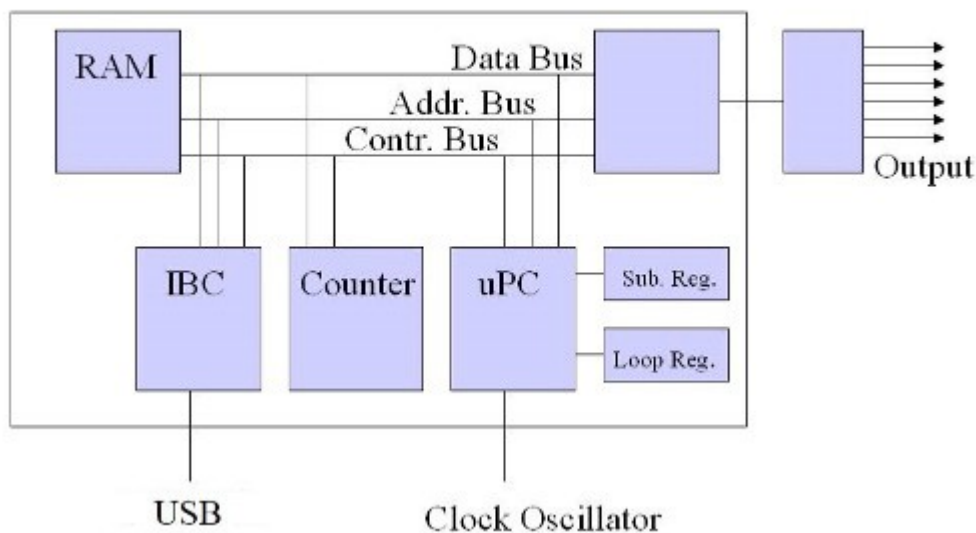 RAM
Data Bus
Addr. Bus
Contr. Bus
Output
IBC
Counter
uPC
Sub. Reg.
Loop Reg.
USB
Clock Oscillator